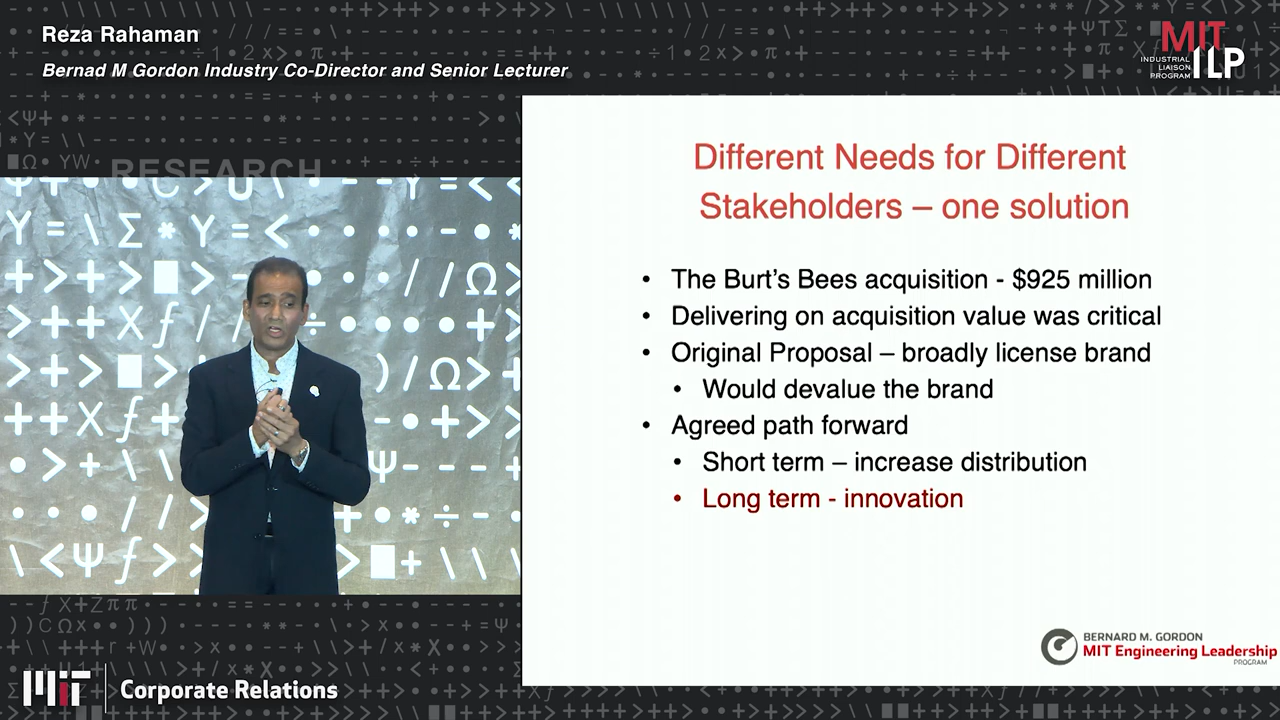 Reza Rahaman
Bernad M Gordon Industry Co-Director and Senior Lecturer
MIT
INDUSTRIAL
LIAISON
PROGRAM
ILP
RESEARCH
Different Needs for Different
Stakeholders – one solution
• The Burt's Bees acquisition - $925 million
• Delivering on acquisition value was critical
• Original Proposal – broadly license brand
• Would devalue the brand
• Agreed path forward
• Short term – increase distribution
• Long term - innovation
BERNARD M. GORDON
MIT Engineering Leadership
PROGRAM
MIT
Corporate Relations